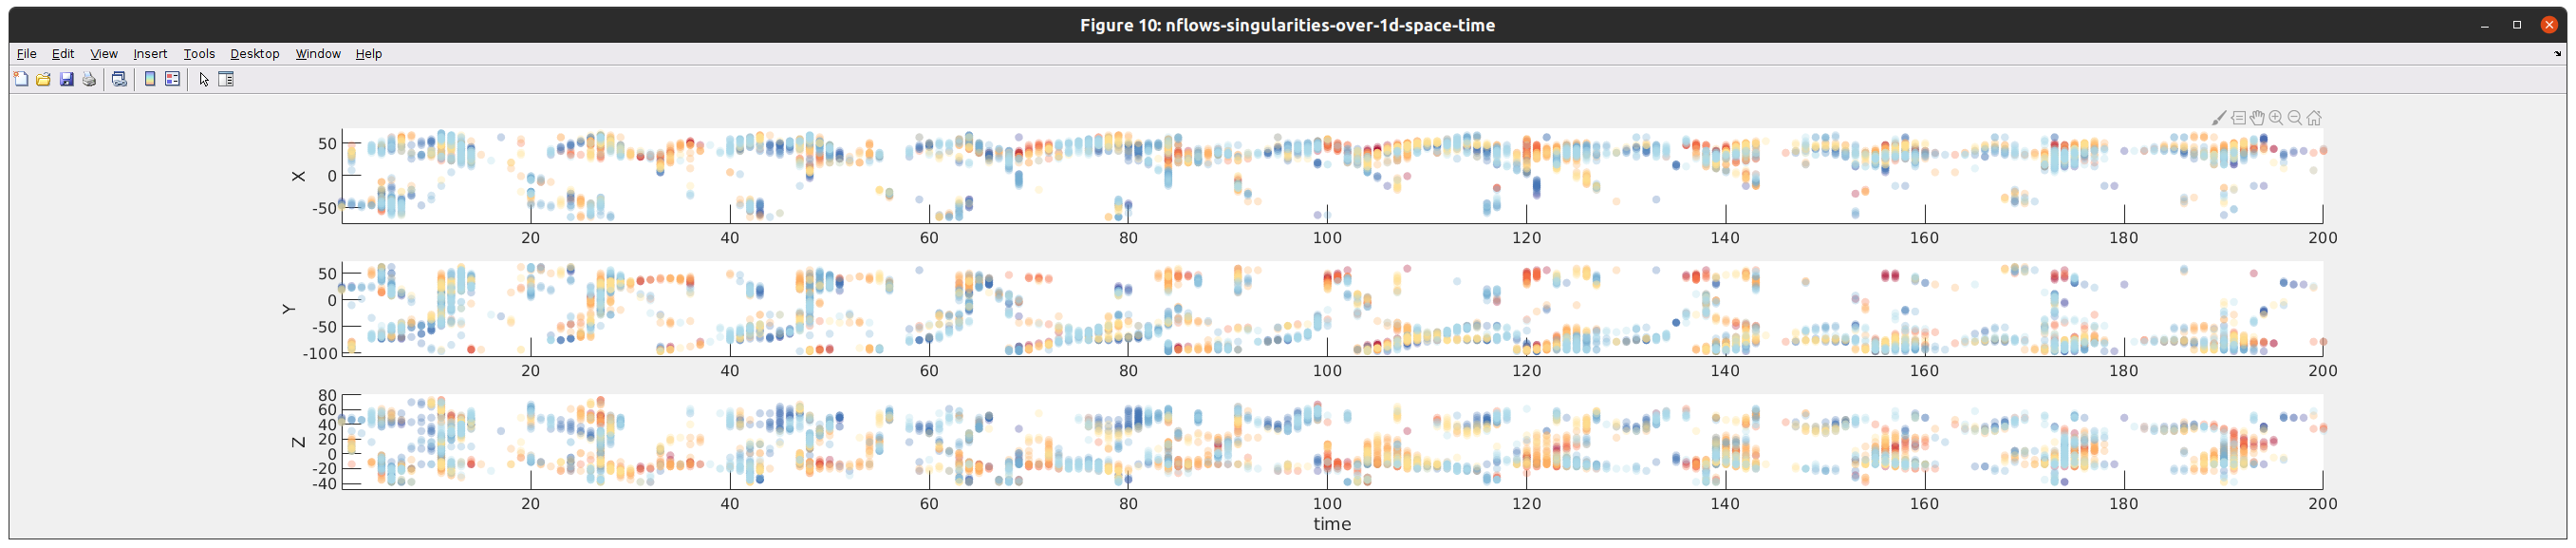 Figure 10: nflows-singularities-over-1d-space-time
File Edit View Insert Tools Desktop Window Help
50
0
-50
X
20 40 60 80 100 120 140 160 180 200
50
0
-50
-100
Y
20 40 60 80 100 120 140 160 180 200
80
60
40
20
0
-20
-40
Z
20 40 60 80 100 120 140 160 180 200
time